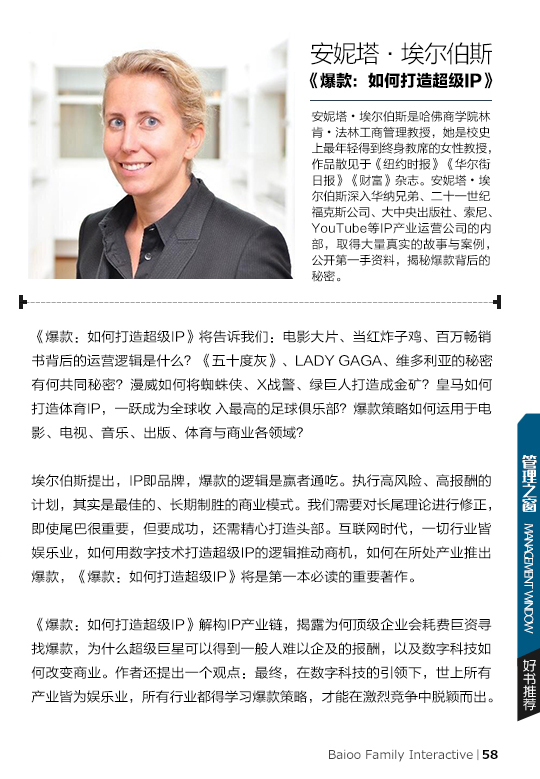 安妮塔·埃尔伯斯
《爆款：如何打造超级IP》
安妮塔·埃尔伯斯是哈佛商学院林
肯·法林工商管理教授，她是校史
上最年轻得到终身教席的女性教授，
作品散见于《纽约时报》《华尔街
日报》《财富》杂志。安妮塔·埃
尔伯斯深入华纳兄弟、二十一世纪
福克斯公司、大中央出版社、索尼、
YouTube等IP产业运营公司的内
部，取得大量真实的故事与案例，
公开第一手资料，揭秘爆款背后的
秘密。
《爆款：如何打造超级IP》将告诉我们：电影大片、当红炸子鸡、百万畅销
书背后的运营逻辑是什么？《五十度灰》、LADY GAGA、维多利亚的秘密
有何共同秘密？漫威如何将蜘蛛侠、X战警、绿巨人打造成金矿？皇马如何
打造体育IP，一跃成为全球收 入最高的足球俱乐部？爆款策略如何运用于电
影、电视、音乐、出版、体育与商业各领域？
埃尔伯斯提出，IP即品牌，爆款的逻辑是赢者通吃。执行高风险、高报酬的
计划，其实是最佳的、长期制胜的商业模式。我们需要对长尾理论进行修正，
即使尾巴很重要，但要成功，还需精心打造头部。互联网时代，一切行业皆
娱乐业，如何用数字技术打造超级IP的逻辑推动商机，如何在所处产业推出
爆款，《爆款：如何打造超级IP》将是第一本必读的重要著作。
《爆款：如何打造超级IP》解构IP产业链，揭露为何顶级企业会耗费巨资寻
找爆款，为什么超级巨星可以得到一般人难以企及的报酬，以及数字科技如
何改变商业。作者还提出一个观点：最终，在数字科技的引领下，世上所有
产业皆为娱乐业，所有行业都得学习爆款策略，才能在激烈竞争中脱颖而出。
管理之窗 MANAGEMENT WINDOW
好书推荐
Baioo Family Interactive | 58